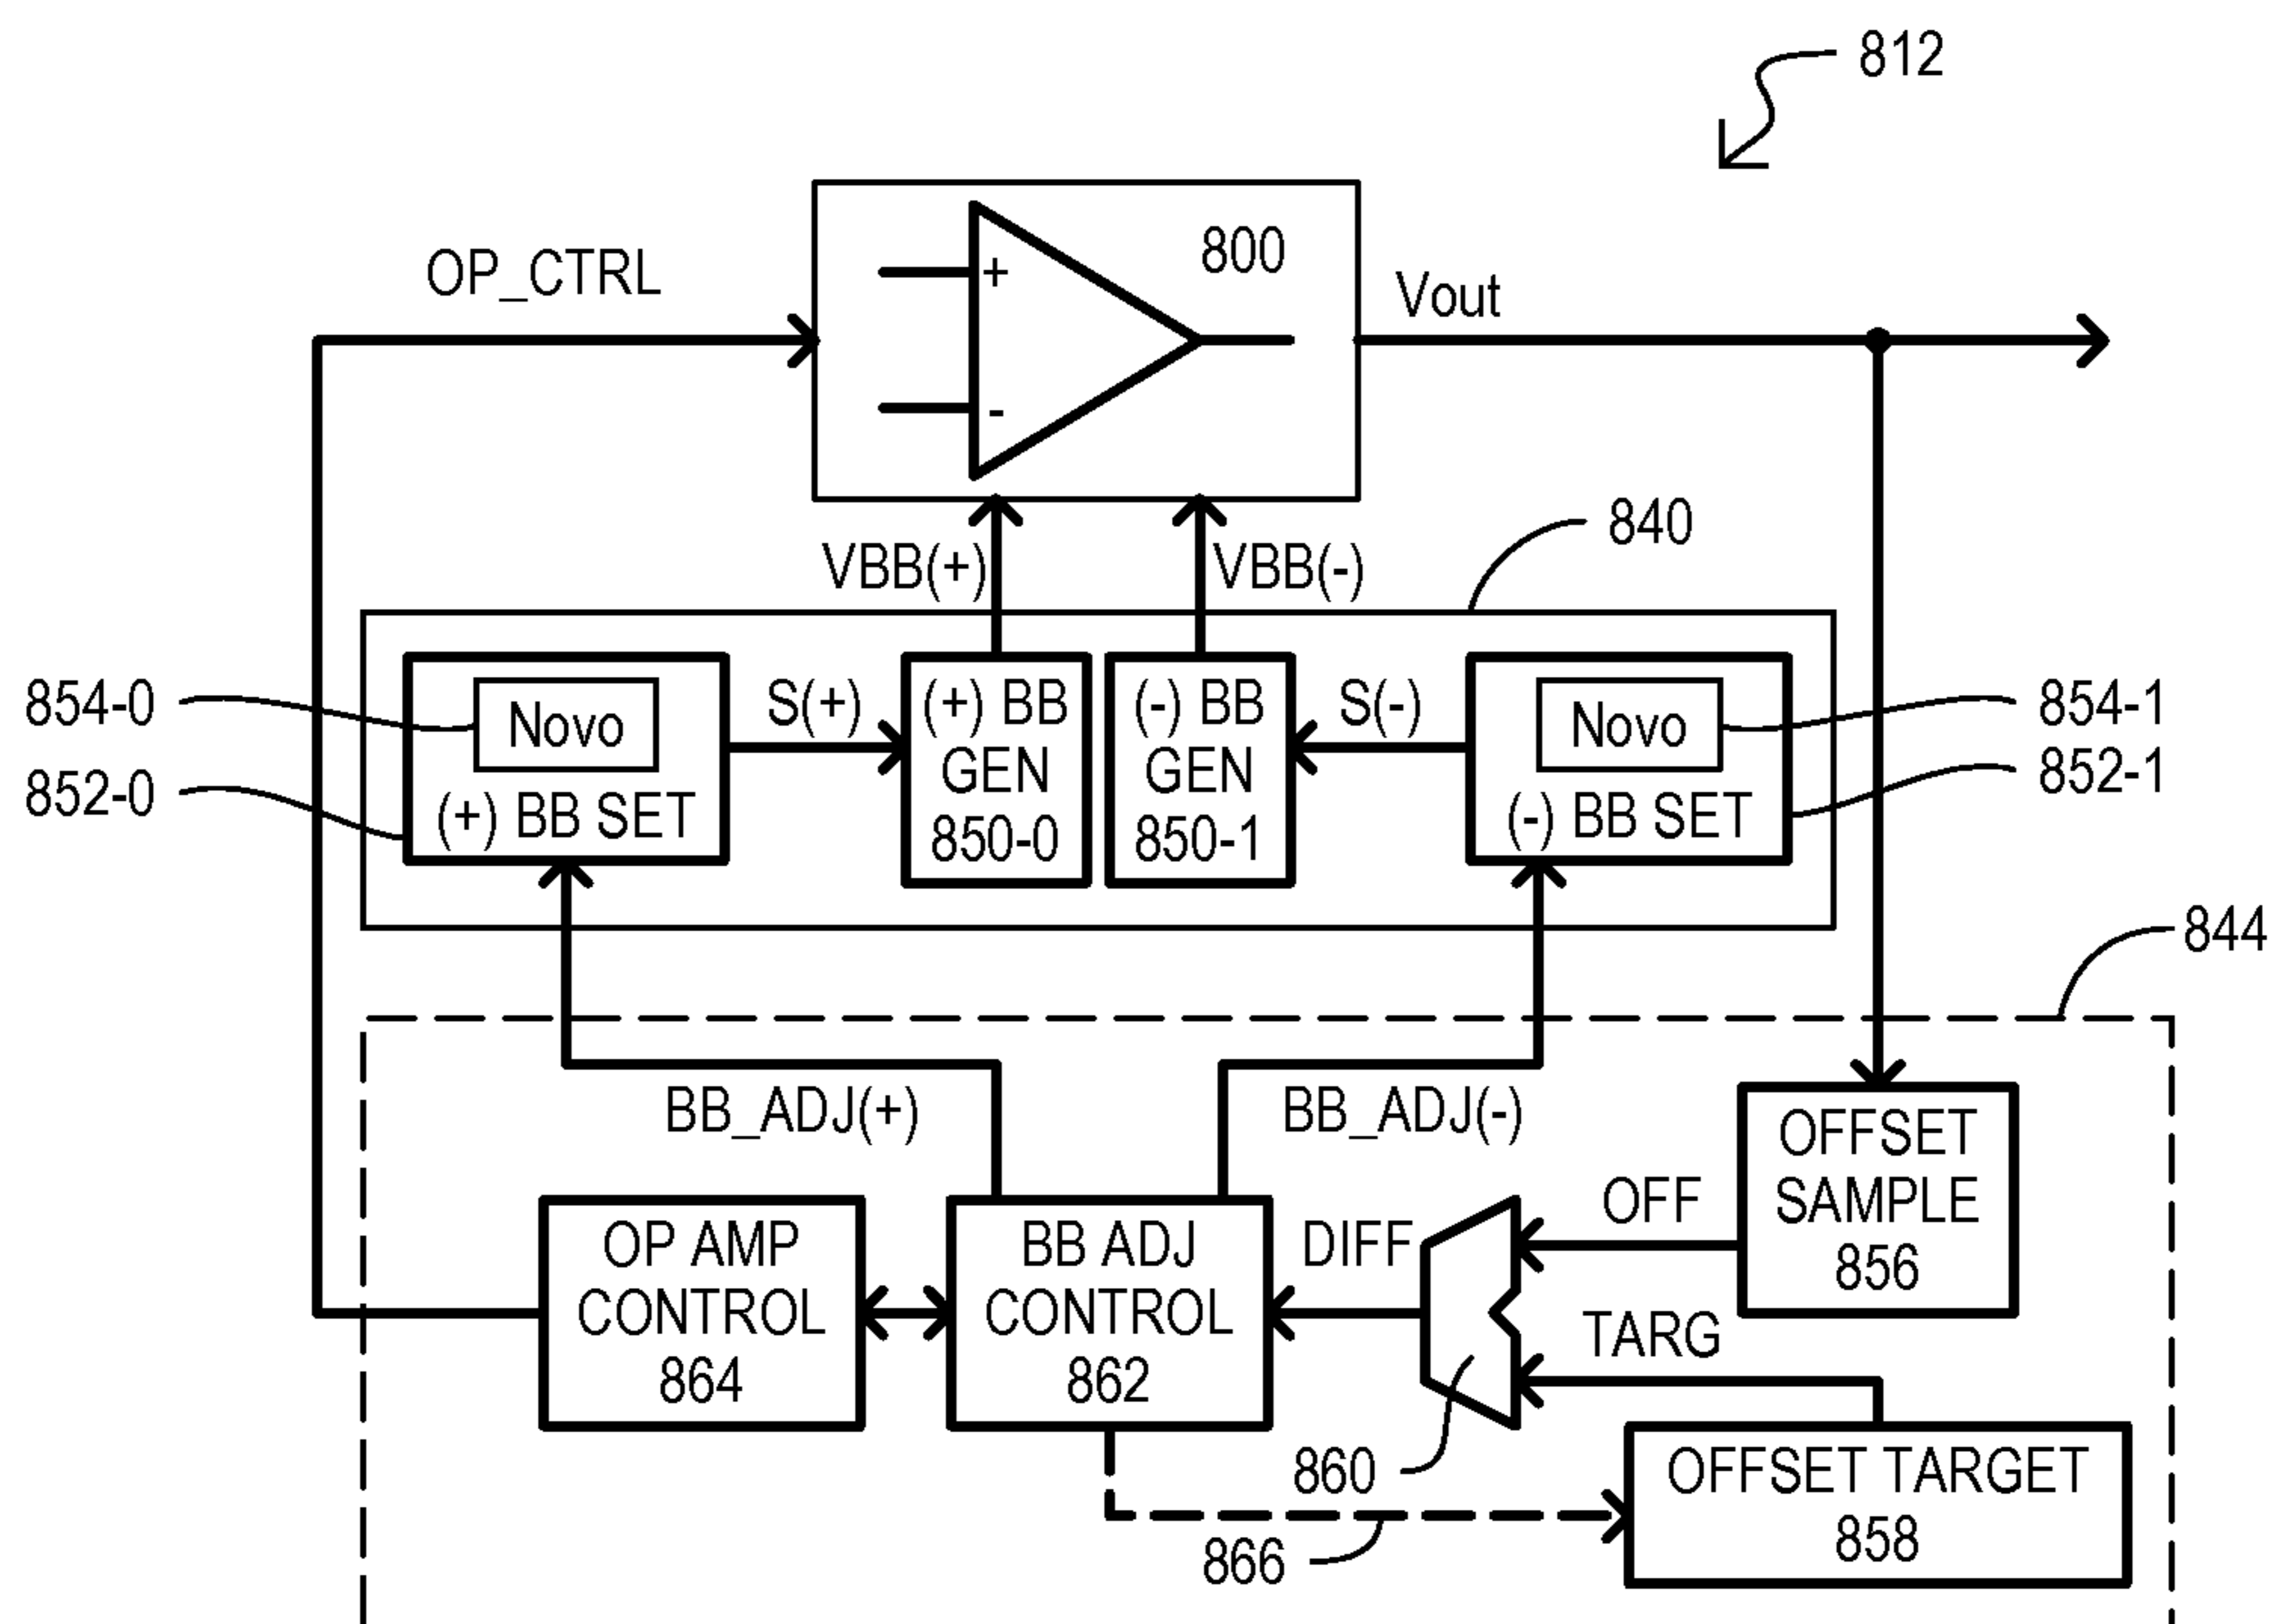 812
800
OP_CTRL
Vout
840
VBB(+)
VBB(-)
854-0
Novo
S(+)
(+) BB
GEN
850-0
(-) BB
GEN
850-1
S(-)
Novo
854-1
852-0
(+) BB SET
(-) BB SET
852-1
844
BB_ADJ(+)
BB_ADJ(-)
OFFSET
SAMPLE
856
OP AMP
CONTROL
864
BB ADJ
CONTROL
862
DIFF
OFF
TARG
860
OFFSET TARGET
858
866
+
-